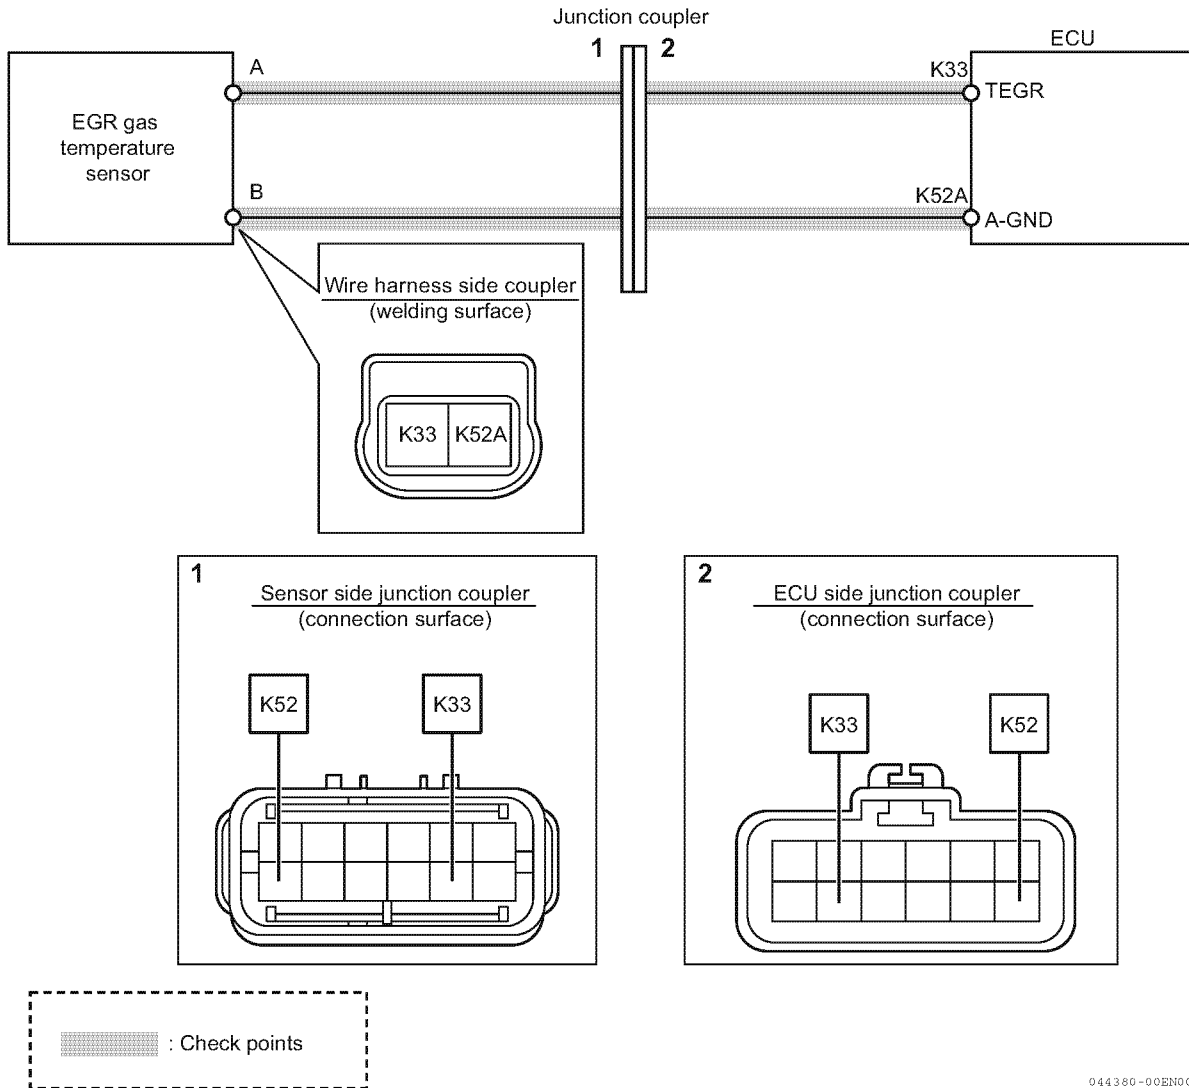 Junction coupler
1
2
ECU
A
K33
TEGR
EGR gas
temperature
sensor
B
K52A
A-GND
Wire harness side coupler
(welding surface)
K33
K52A
1
Sensor side junction coupler
(connection surface)
K52
K33
2
ECU side junction coupler
(connection surface)
K33
K52
: Check points